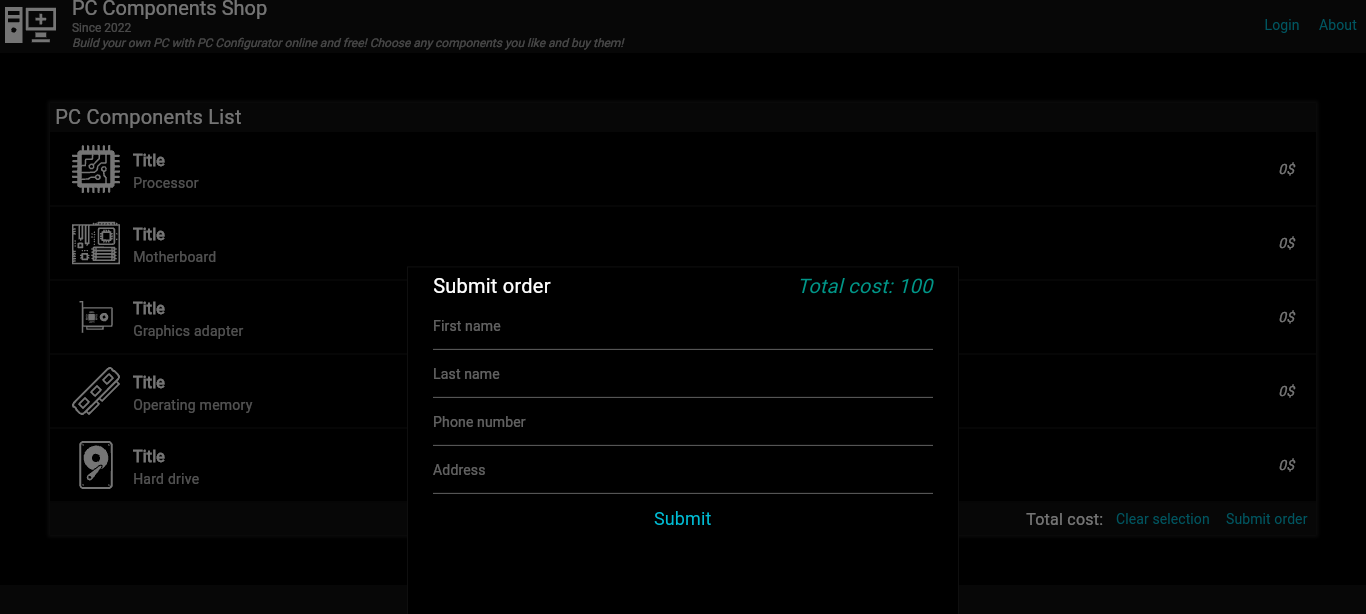 PC Components Shop
Since 2022
Build your own PC with PC Configurator online and free! Choose any components you like and buy them!
Login About
PC Components List
Title
Processor
0$
Title
Motherboard
0$
Title
Graphics adapter
0$
Title
Operating memory
0$
Title
Hard drive
0$
Total cost: Clear selection Submit order
Submit order Total cost: 100
First name
Last name
Phone number
Address
Submit